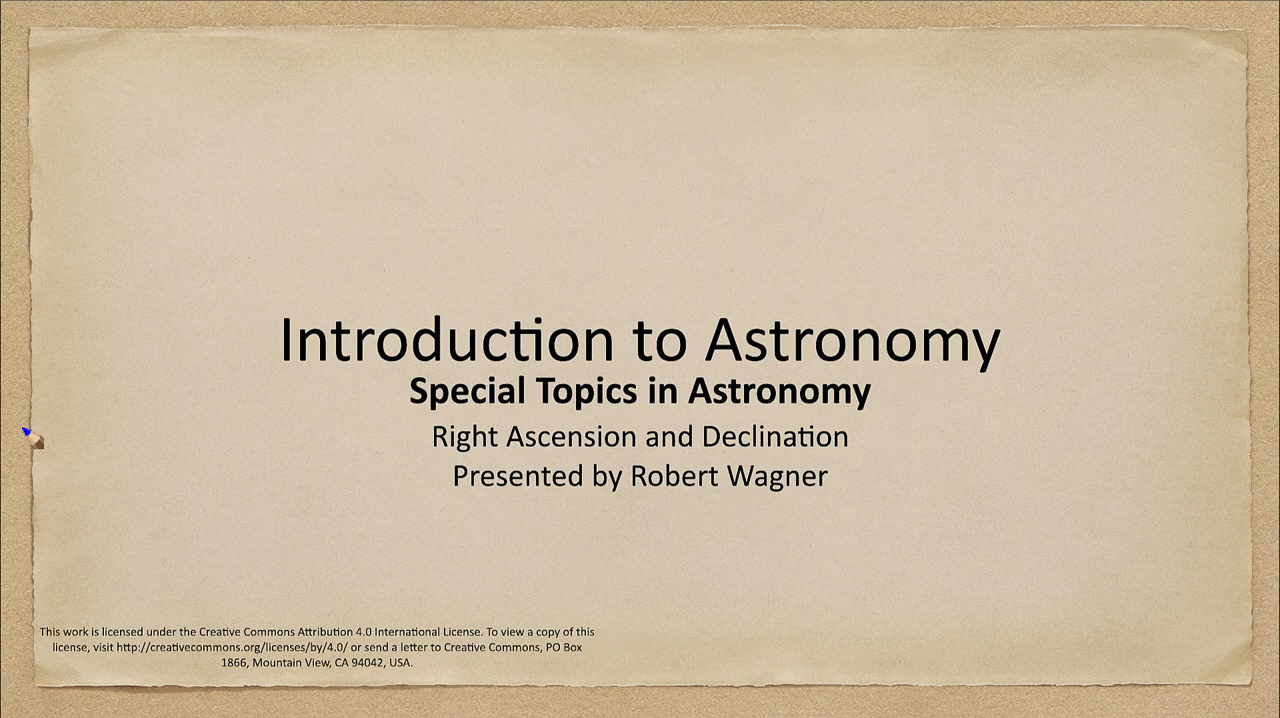 Introduction to Astronomy
Special Topics in Astronomy
Right Ascension and Declination
Presented by Robert Wagner
This work is licensed under the Creative Commons Attribution 4.0 International License. To view a copy of this
license, visit http://creativecommons.org/licenses/by/4.0/ or send a letter to Creative Commons, PO Box
1866, Mountain View, CA 94042, USA.